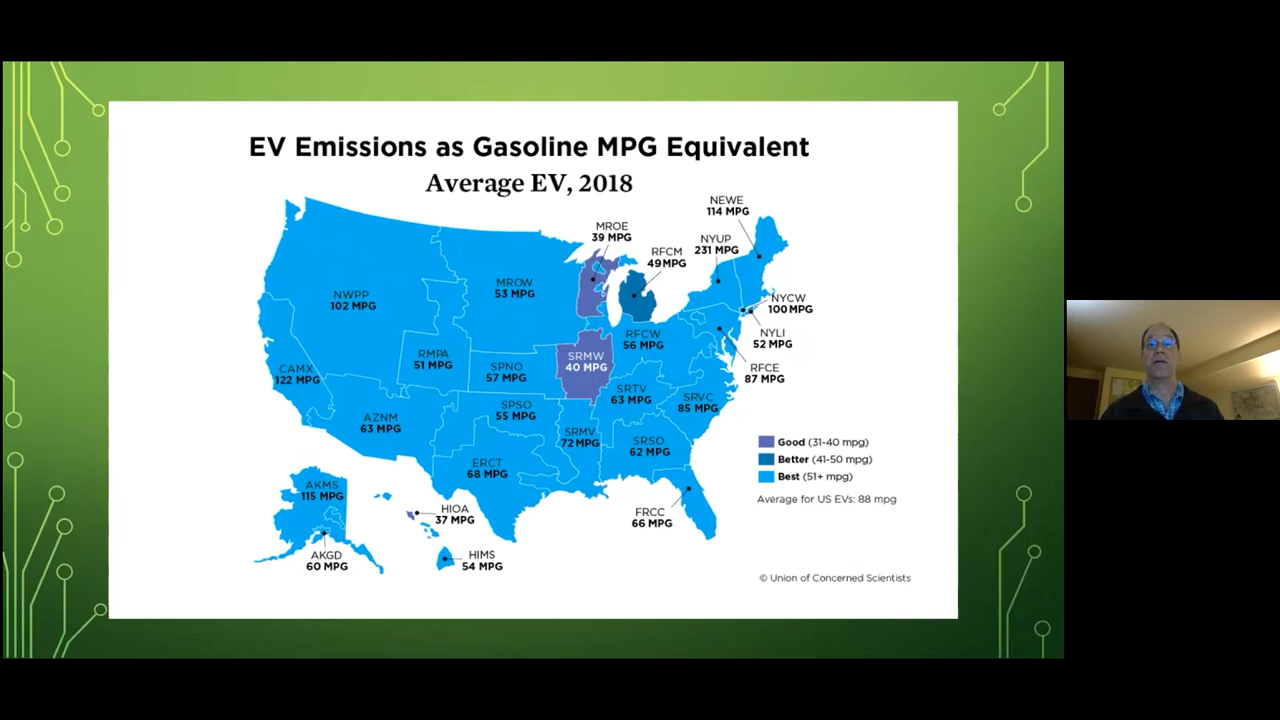 EV Emissions as Gasoline MPG Equivalent
Average EV, 2018
NEWE
114 MPG
MROE
39 MPG
NYUP
231 MPG
RFCM
49MPG
MROW
53 MPG
NWPP
102 MPG
NYCW
100 MPG
NYLI
52 MPG
RFCW
56 MPG
RMPA
51 MPG
SRMW
40 MPG
SPNO
57 MPG
CAMX
122 MPG
RFCE
87 MPG
SRTV
63 MPG
SRVC
85 MPG
SPSO
55 MPG
AZNM
63 MPG
SRMV
72 MPG
SRSO
62 MPG
Good (31-40 mpg)
Better (41-50 mpg)
Best (51+ mpg)
Average for US EVs: 88 mpg
ERCT
68 MPG
AKMS
115 MPG
HIOA
37 MPG
FRCC
66 MPG
AKGD
60 MPG
HIMS
54 MPG
© Union of Concerned Scientists